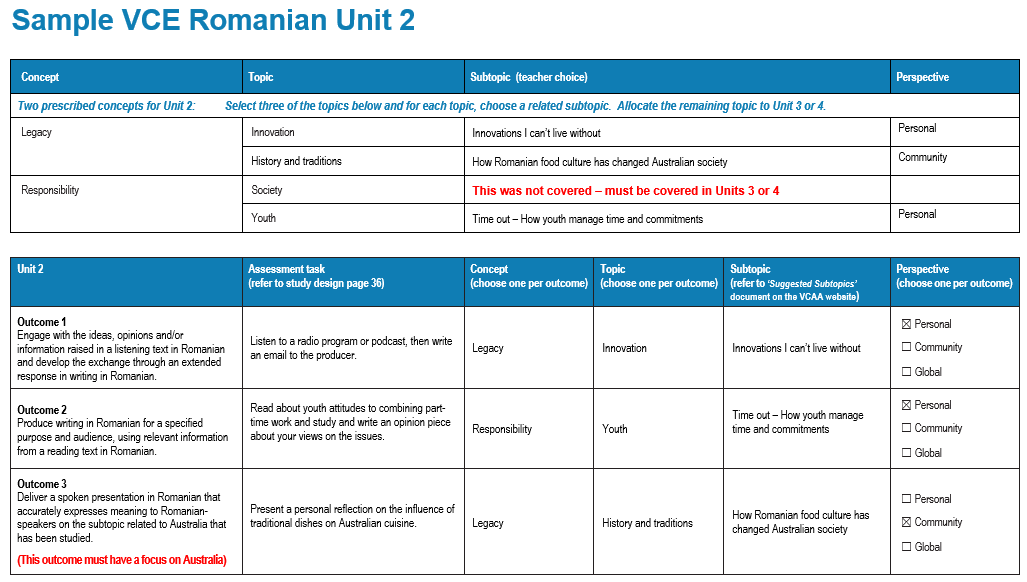 Sample VCE Romanian Unit 2
Concept Topic Subtopic (teacher choice) Perspective
Two prescribed concepts for Unit 2: Select three of the topics below and for each topic, choose a related subtopic. Allocate the remaining topic to Unit 3 or 4.
Legacy Innovation Innovations I can't live without Personal
History and traditions How Romanian food culture has changed Australian society Community
Responsibility Society This was not covered – must be covered in Units 3 or 4
Youth Time out – How youth manage time and commitments Personal
Unit 2
Assessment task
(refer to study design page 36)
Concept
(choose one per outcome)
Topic
(choose one per outcome)
Subtopic
(refer to 'Suggested Subtopics'
document on the VCAA website)
Perspective
(choose one per outcome)
Outcome 1
Engage with the ideas, opinions and/or
information raised in a listening text in Romanian
and develop the exchange through an extended
response in writing in Romanian.
Listen to a radio program or podcast, then write
an email to the producer.
Legacy
Innovation
Innovations I can't live without
☒ Personal
☐ Community
☐ Global
Outcome 2
Produce writing in Romanian for a specified
purpose and audience, using relevant information
from a reading text in Romanian.
Read about youth attitudes to combining part-
time work and study and write an opinion piece
about your views on the issues.
Responsibility
Youth
Time out – How youth manage
time and commitments
☒ Personal
☐ Community
☐ Global
Outcome 3
Deliver a spoken presentation in Romanian that
accurately expresses meaning to Romanian-
speakers on the subtopic related to Australia that
has been studied.
(This outcome must have a focus on Australia)
Present a personal reflection on the influence of
traditional dishes on Australian cuisine.
Legacy
History and traditions
How Romanian food culture has
changed Australian society
☐ Personal
☒ Community
☐ Global